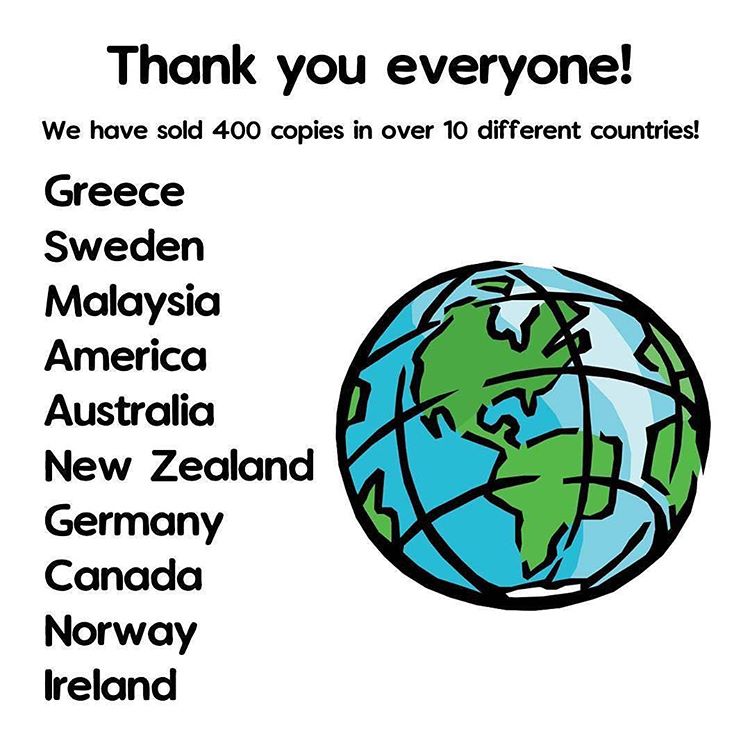 Thank you everyone!
We have sold 400 copies in over 10 different countries!
Greece
Sweden
Malaysia
America
Australia
New Zealand
Germany
Canada
Norway
Ireland